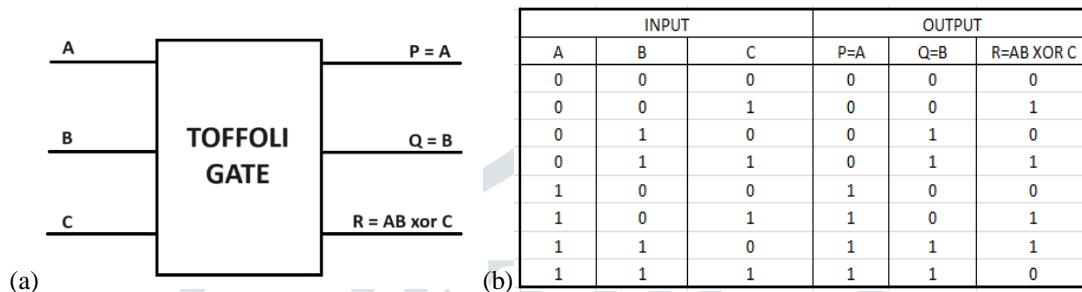 A
P = A
B
TOFFOLI
GATE
Q = B
C
R = AB xor C
(a)
INPUT OUTPUT
A B C P=A Q=B R=AB XOR C
0 0 0 0 0 0
0 0 1 0 0 1
0 1 0 0 1 0
0 1 1 0 1 1
1 0 0 1 0 0
1 0 1 1 0 1
1 1 0 1 1 1
1 1 1 1 1 0
(b)